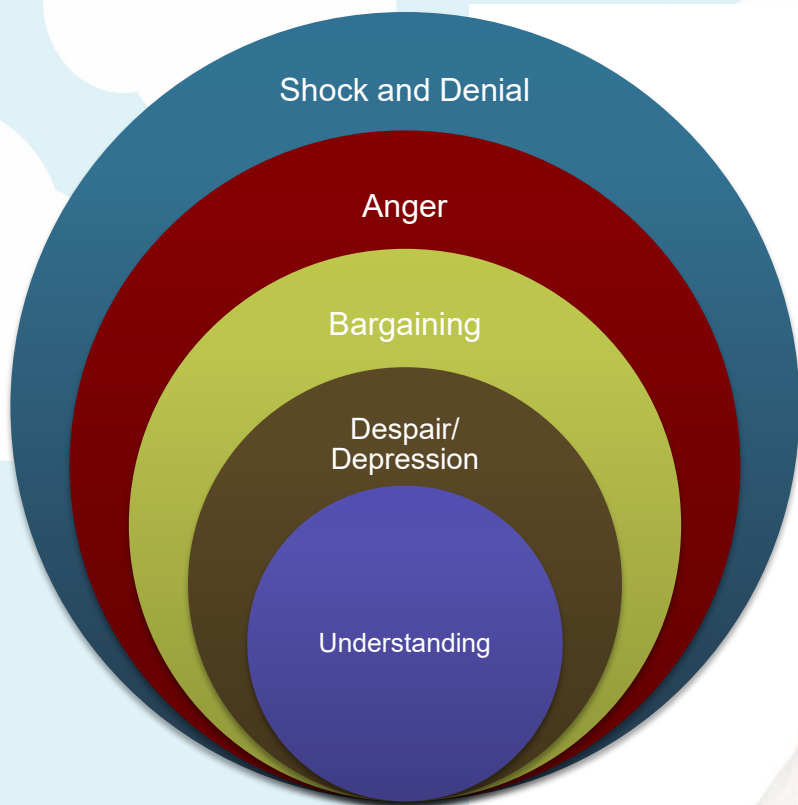 Shock and Denial
Anger
Bargaining
Despair/
Depression
Understanding